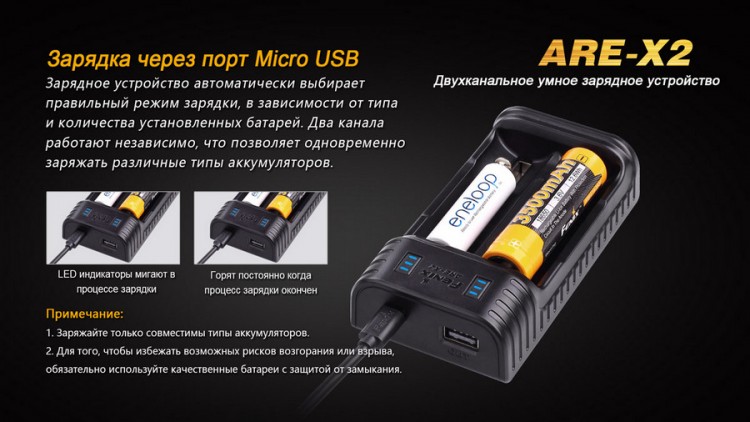 Зарядка через порт Micro USB
Зарядное устройство автоматически выбирает
правильный режим зарядки, в зависимости от типа
и количества установленных батарей. Два канала
работают независимо, что позволяет одновременно
заряжать различные типы аккумуляторов.
ARE-X2
Двухканальное умное зарядное устройство
eneloop
3500mAh
Fenix
LED индикаторы мигают в
процессе зарядки
Горят постоянно когда
процесс зарядки окончен
Примечание:
1. Заряжайте только совместимы типы аккумуляторов.
2. Для того, чтобы избежать возможных рисков возгорания или взрыва,
обязательно используйте качественные батареи с защитой от замыкания.